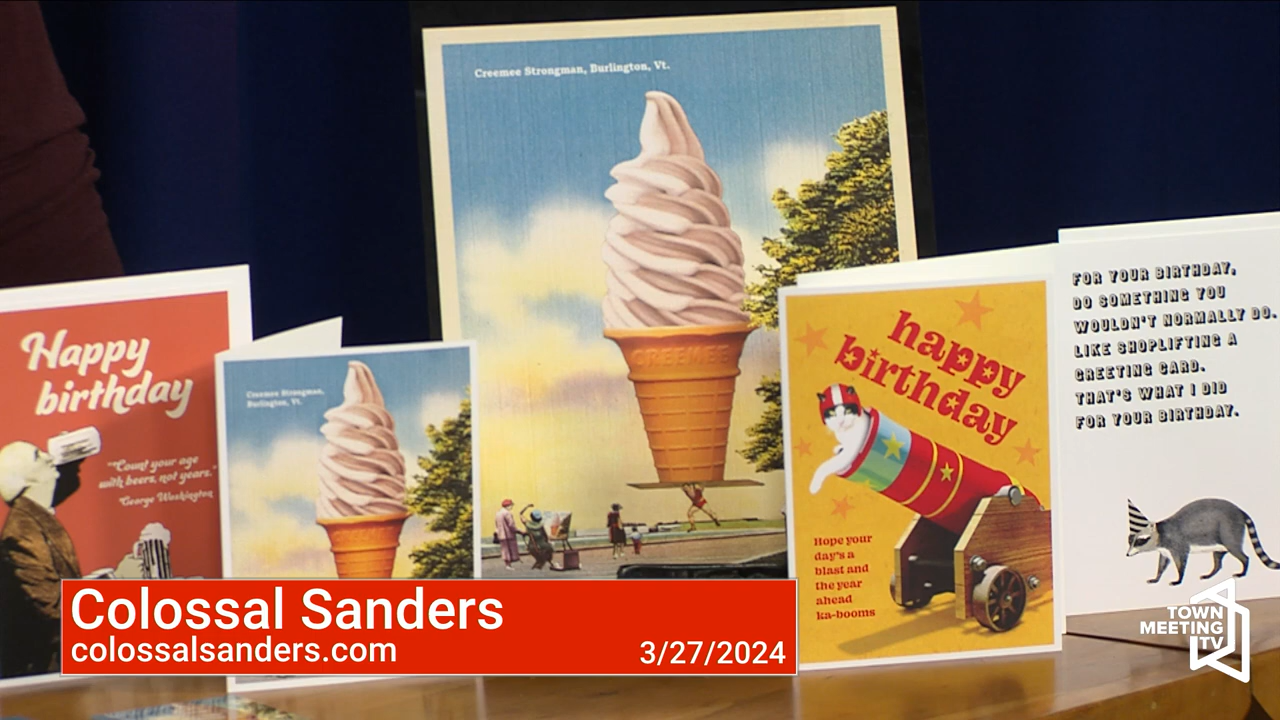 Creemee Strongman, Burlington, Vt.
CREEMEE
Happy
birthday
"Count your age
with beers, not years."
-George Washington
Creemee Strongman,
Burlington, Vt.
happy
birthday
Hope your
day's a
blast and
the year
ahead
ka-booms
FOR YOUR BIRTHDAY,
DO SOMETHING YOU
WOULDN'T NORMALLY DO.
LIKE SHOPLIFTING A
GREETING CARD.
THAT'S WHAT I DID
FOR YOUR BIRTHDAY.
Colossal Sanders
colossalsanders.com
3/27/2024
TOWN
MEETING
TV